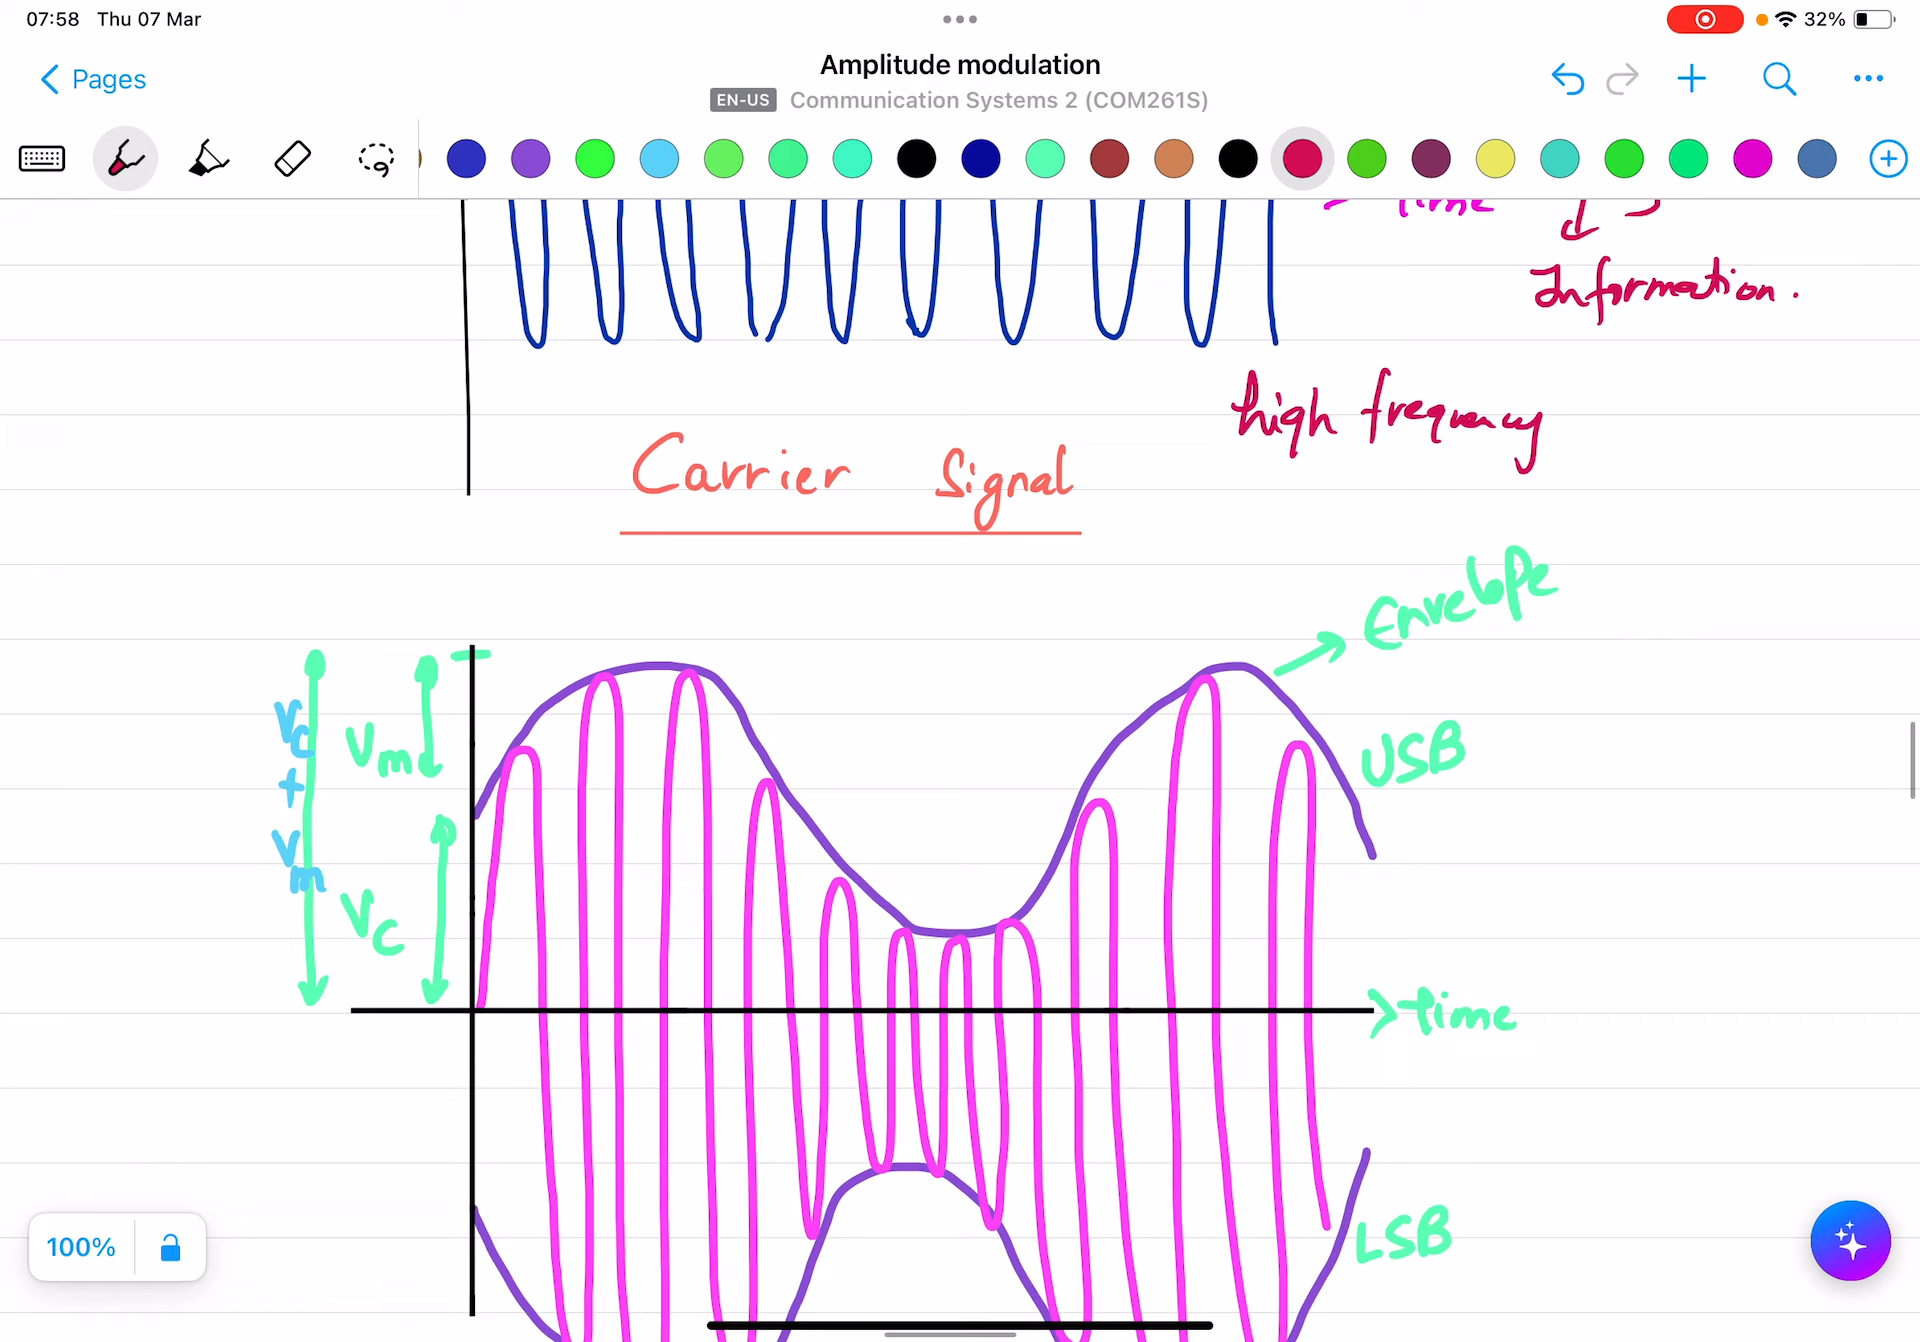 07:58 Thu 07 Mar
32%
Pages
Amplitude modulation
EN-US Communication Systems 2 (COM261S)
Time
Information.
high frequency
Carrier Signal
Envelope
Vc + Vm
Vm
USB
Vc
time
LSB
100%